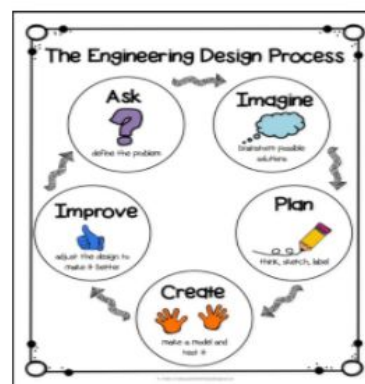 The Engineering Design Process
Ask
define the problem
Imagine
brainstorm possible
solutions
Plan
think, sketch, label
Create
make a model and
test it
Improve
adjust the design to
make it better